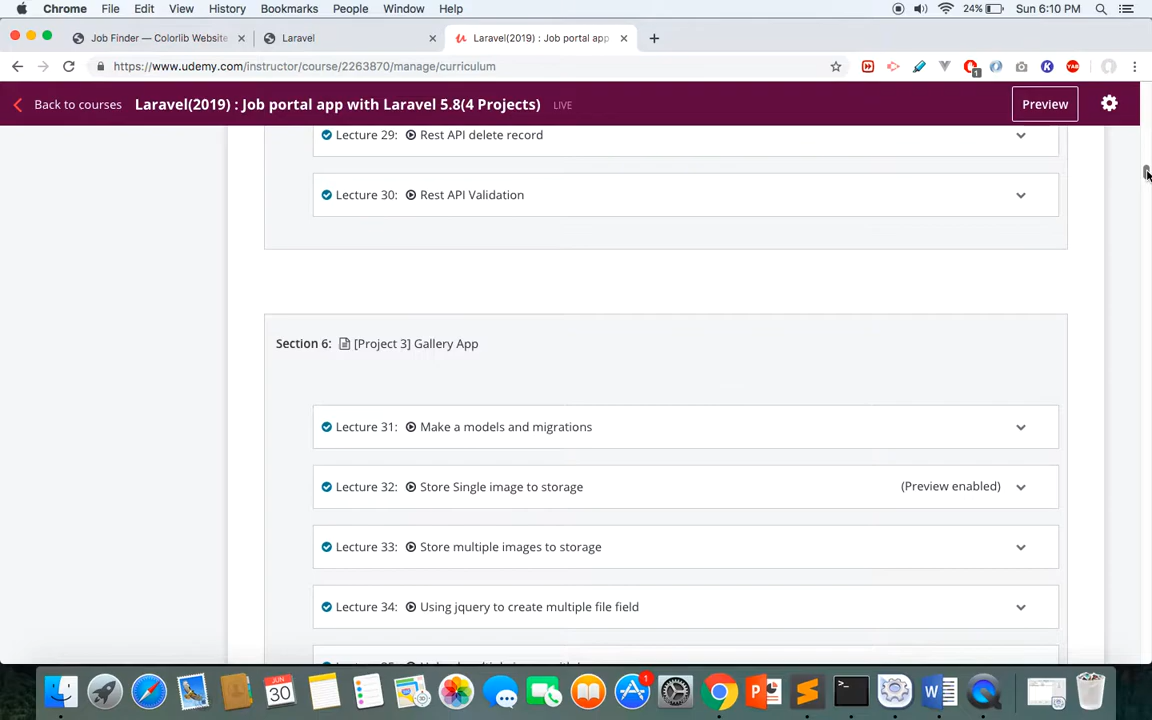 Chrome File Edit View History Bookmarks People Window Help 24% Sun 6:10 PM
Job Finder — Colorlib Website Laravel Laravel(2019) : Job portal app
https://www.udemy.com/instructor/course/2263870/manage/curriculum
Back to courses Laravel(2019) : Job portal app with Laravel 5.8(4 Projects) LIVE Preview
Lecture 29: Rest API delete record
Lecture 30: Rest API Validation
Section 6: [Project 3] Gallery App
Lecture 31: Make a models and migrations
Lecture 32: Store Single image to storage (Preview enabled)
Lecture 33: Store multiple images to storage
Lecture 34: Using jquery to create multiple file field
JUN
30
1